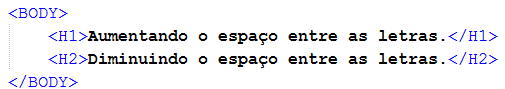 <BODY>
<H1>Aumentando o espaço entre as letras.</H1>
<H2>Diminuindo o espaço entre as letras.</H2>
</BODY>